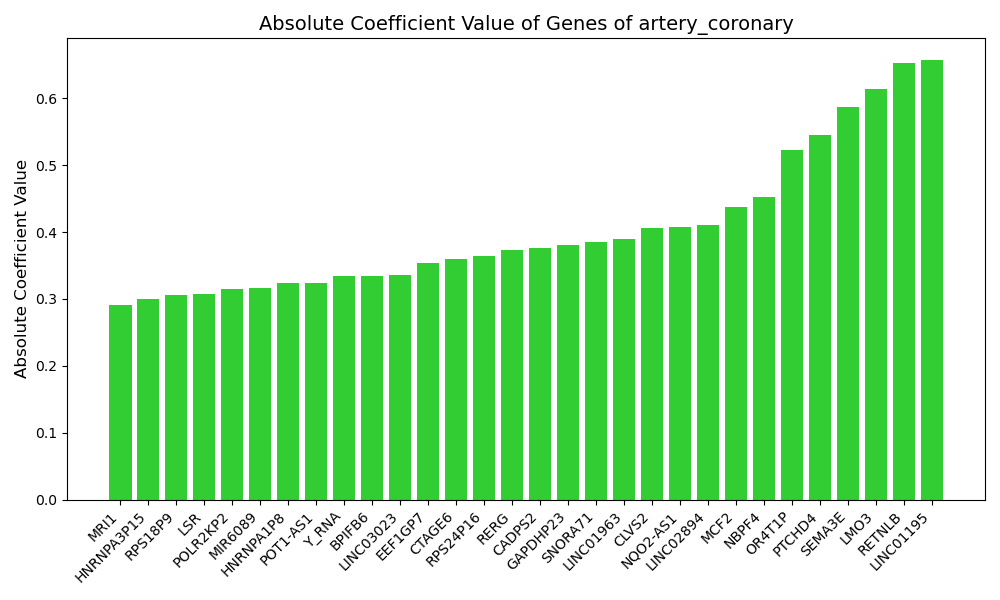 Absolute Coefficient Value of Genes of artery_coronary
Absolute Coefficient Value
0.6
0.5
0.4
0.3
0.2
0.1
0.0
MRI1
HNRNPA3P15
RPS18P9
LSR
POLR2KP2
MIR6089
HNRNPA1P8
POT1-AS1
Y_RNA
BPIFB6
LINC03023
EEF1GP7
CTAGE6
RPS24P16
RERG
CADPS2
GAPDHP23
SNORA71
LINC01963
CLVS2
NQO2-AS1
LINC02894
MCF2
NBPF4
OR4T1P
PTCHD4
SEMA3E
LMO3
RETNLB
LINC01195